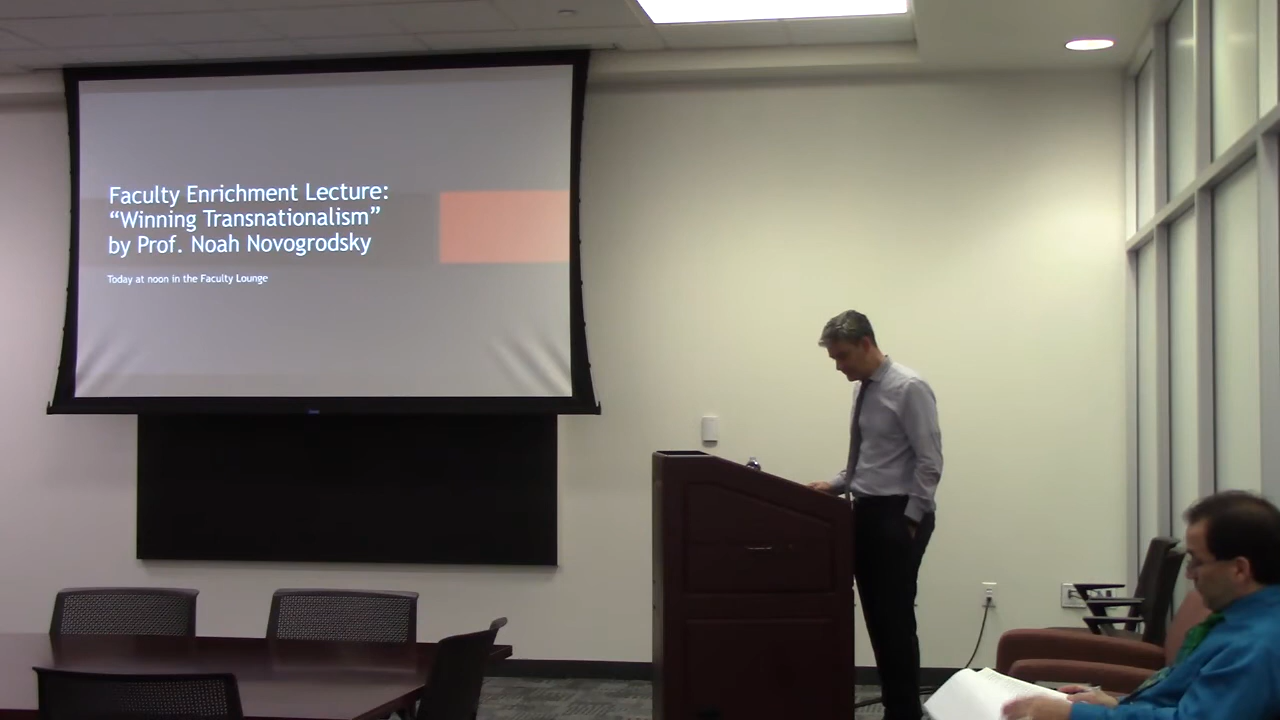 Faculty Enrichment Lecture:
“Winning Transnationalism”
by Prof. Noah Novogrodsky
Today at noon in the Faculty Lounge